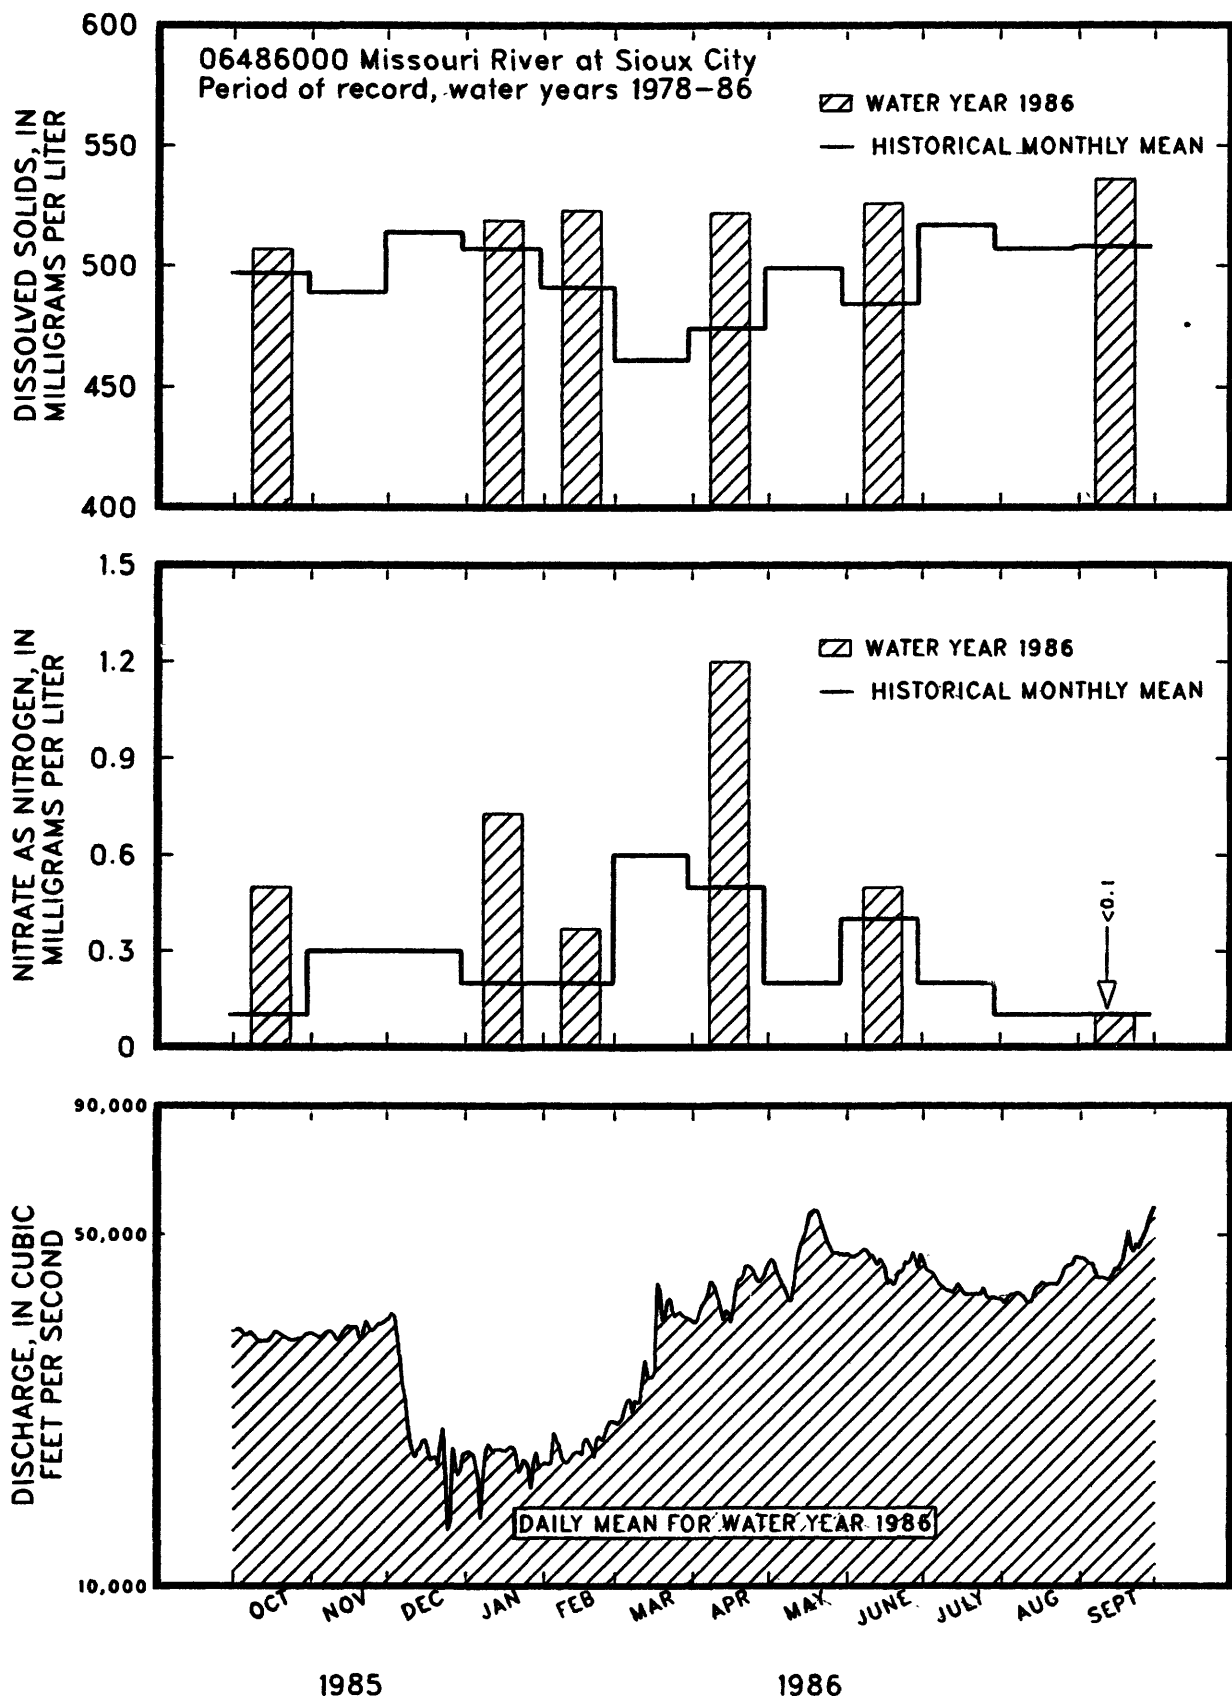 06486000 Missouri River at Sioux City
Period of record, water years 1978-86
WATER YEAR 1986
HISTORICAL MONTHLY MEAN
DISSOLVED SOLIDS, IN
MILLIGRAMS PER LITER
600
550
500
450
400
WATER YEAR 1986
HISTORICAL MONTHLY MEAN
NITRATE AS NITROGEN, IN
MILLIGRAMS PER LITER
1.5
1.2
0.9
0.6
0.3
0
<0.1
DISCHARGE, IN CUBIC
FEET PER SECOND
90,000
50,000
10,000
DAILY MEAN FOR WATER YEAR 1986
OCT NOV DEC JAN FEB MAR APR MAY JUNE JULY AUG SEPT
1985 1986